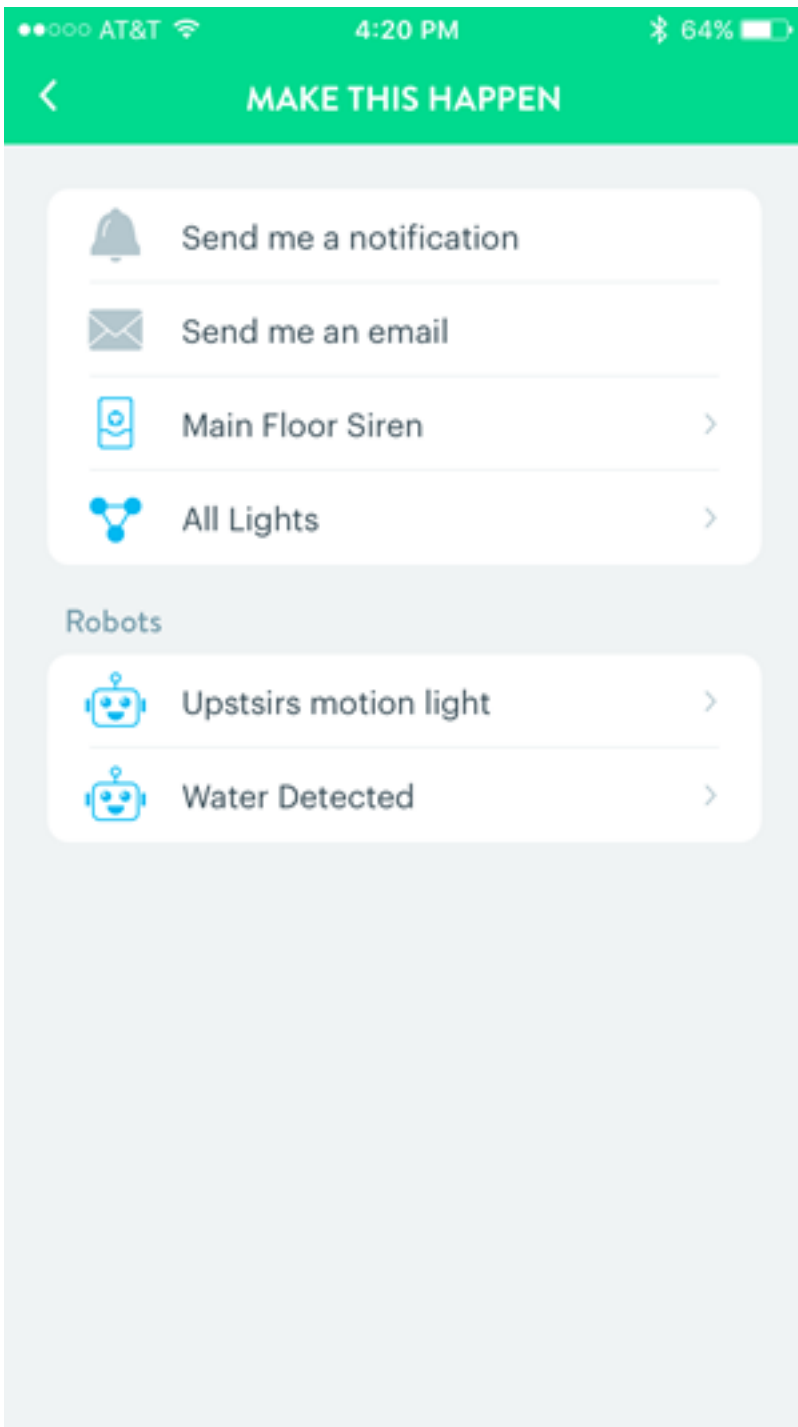 AT&T 4:20 PM 64%
MAKE THIS HAPPEN
Send me a notification
Send me an email
Main Floor Siren
All Lights
Robots
Upstsirs motion light
Water Detected